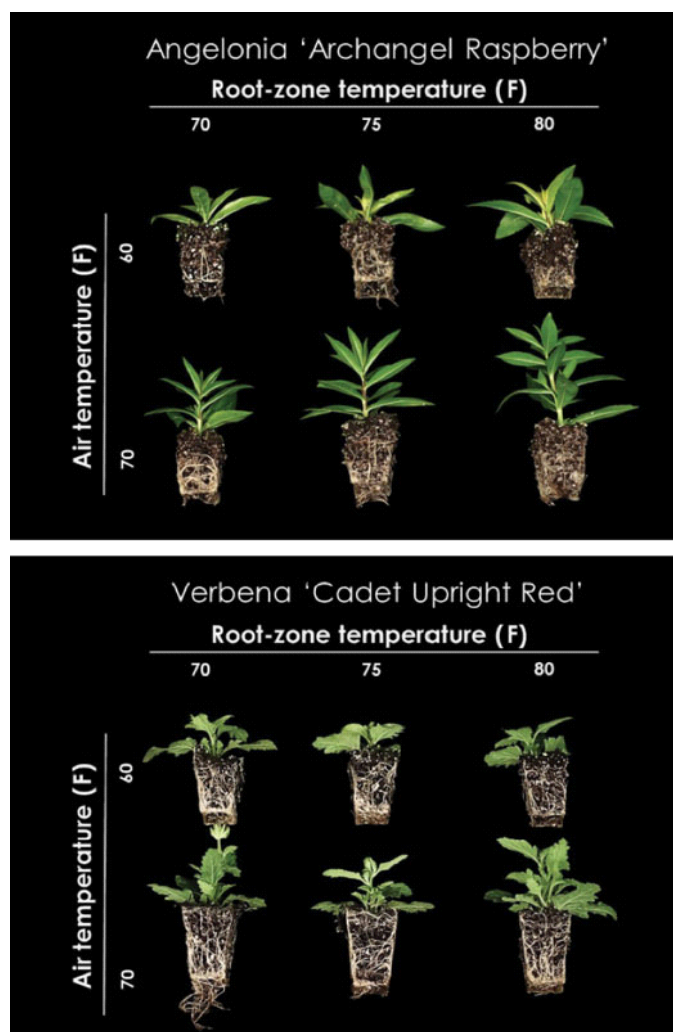 Angelonia ‘Archangel Raspberry’
Root-zone temperature (F)
70 75 80
Air temperature (F)
60
70
Verbena ‘Cadet Upright Red’
Root-zone temperature (F)
70 75 80
Air temperature (F)
60
70